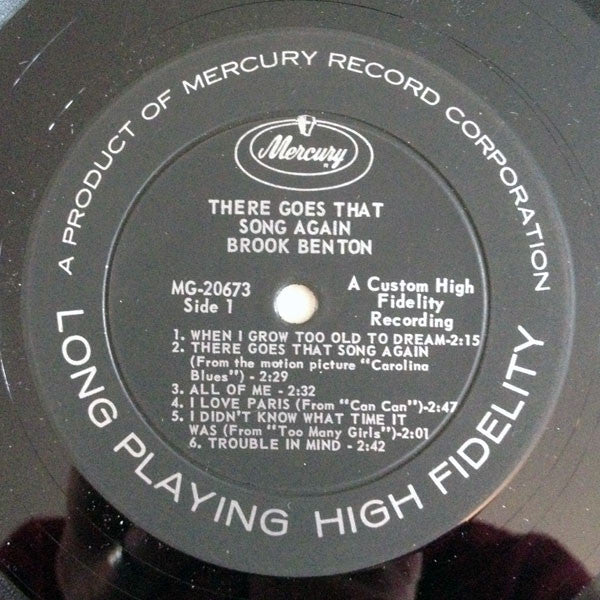 A PRODUCT OF MERCURY RECORD CORPORATION
Mercury
THERE GOES THAT
SONG AGAIN
BROOK BENTON
MG-20673
Side 1
A Custom High
Fidelity
Recording
1. WHEN I GROW TOO OLD TO DREAM-2:15
2. THERE GOES THAT SONG AGAIN
(From the motion picture "Carolina
Blues") - 2:29
3. ALL OF ME - 2:32
4. I LOVE PARIS (From "Can Can")-2:47
5. I DIDN'T KNOW WHAT TIME IT
WAS (From "Too Many Girls")-2:01
6. TROUBLE IN MIND - 2:42
LONG PLAYING HIGH FIDELITY